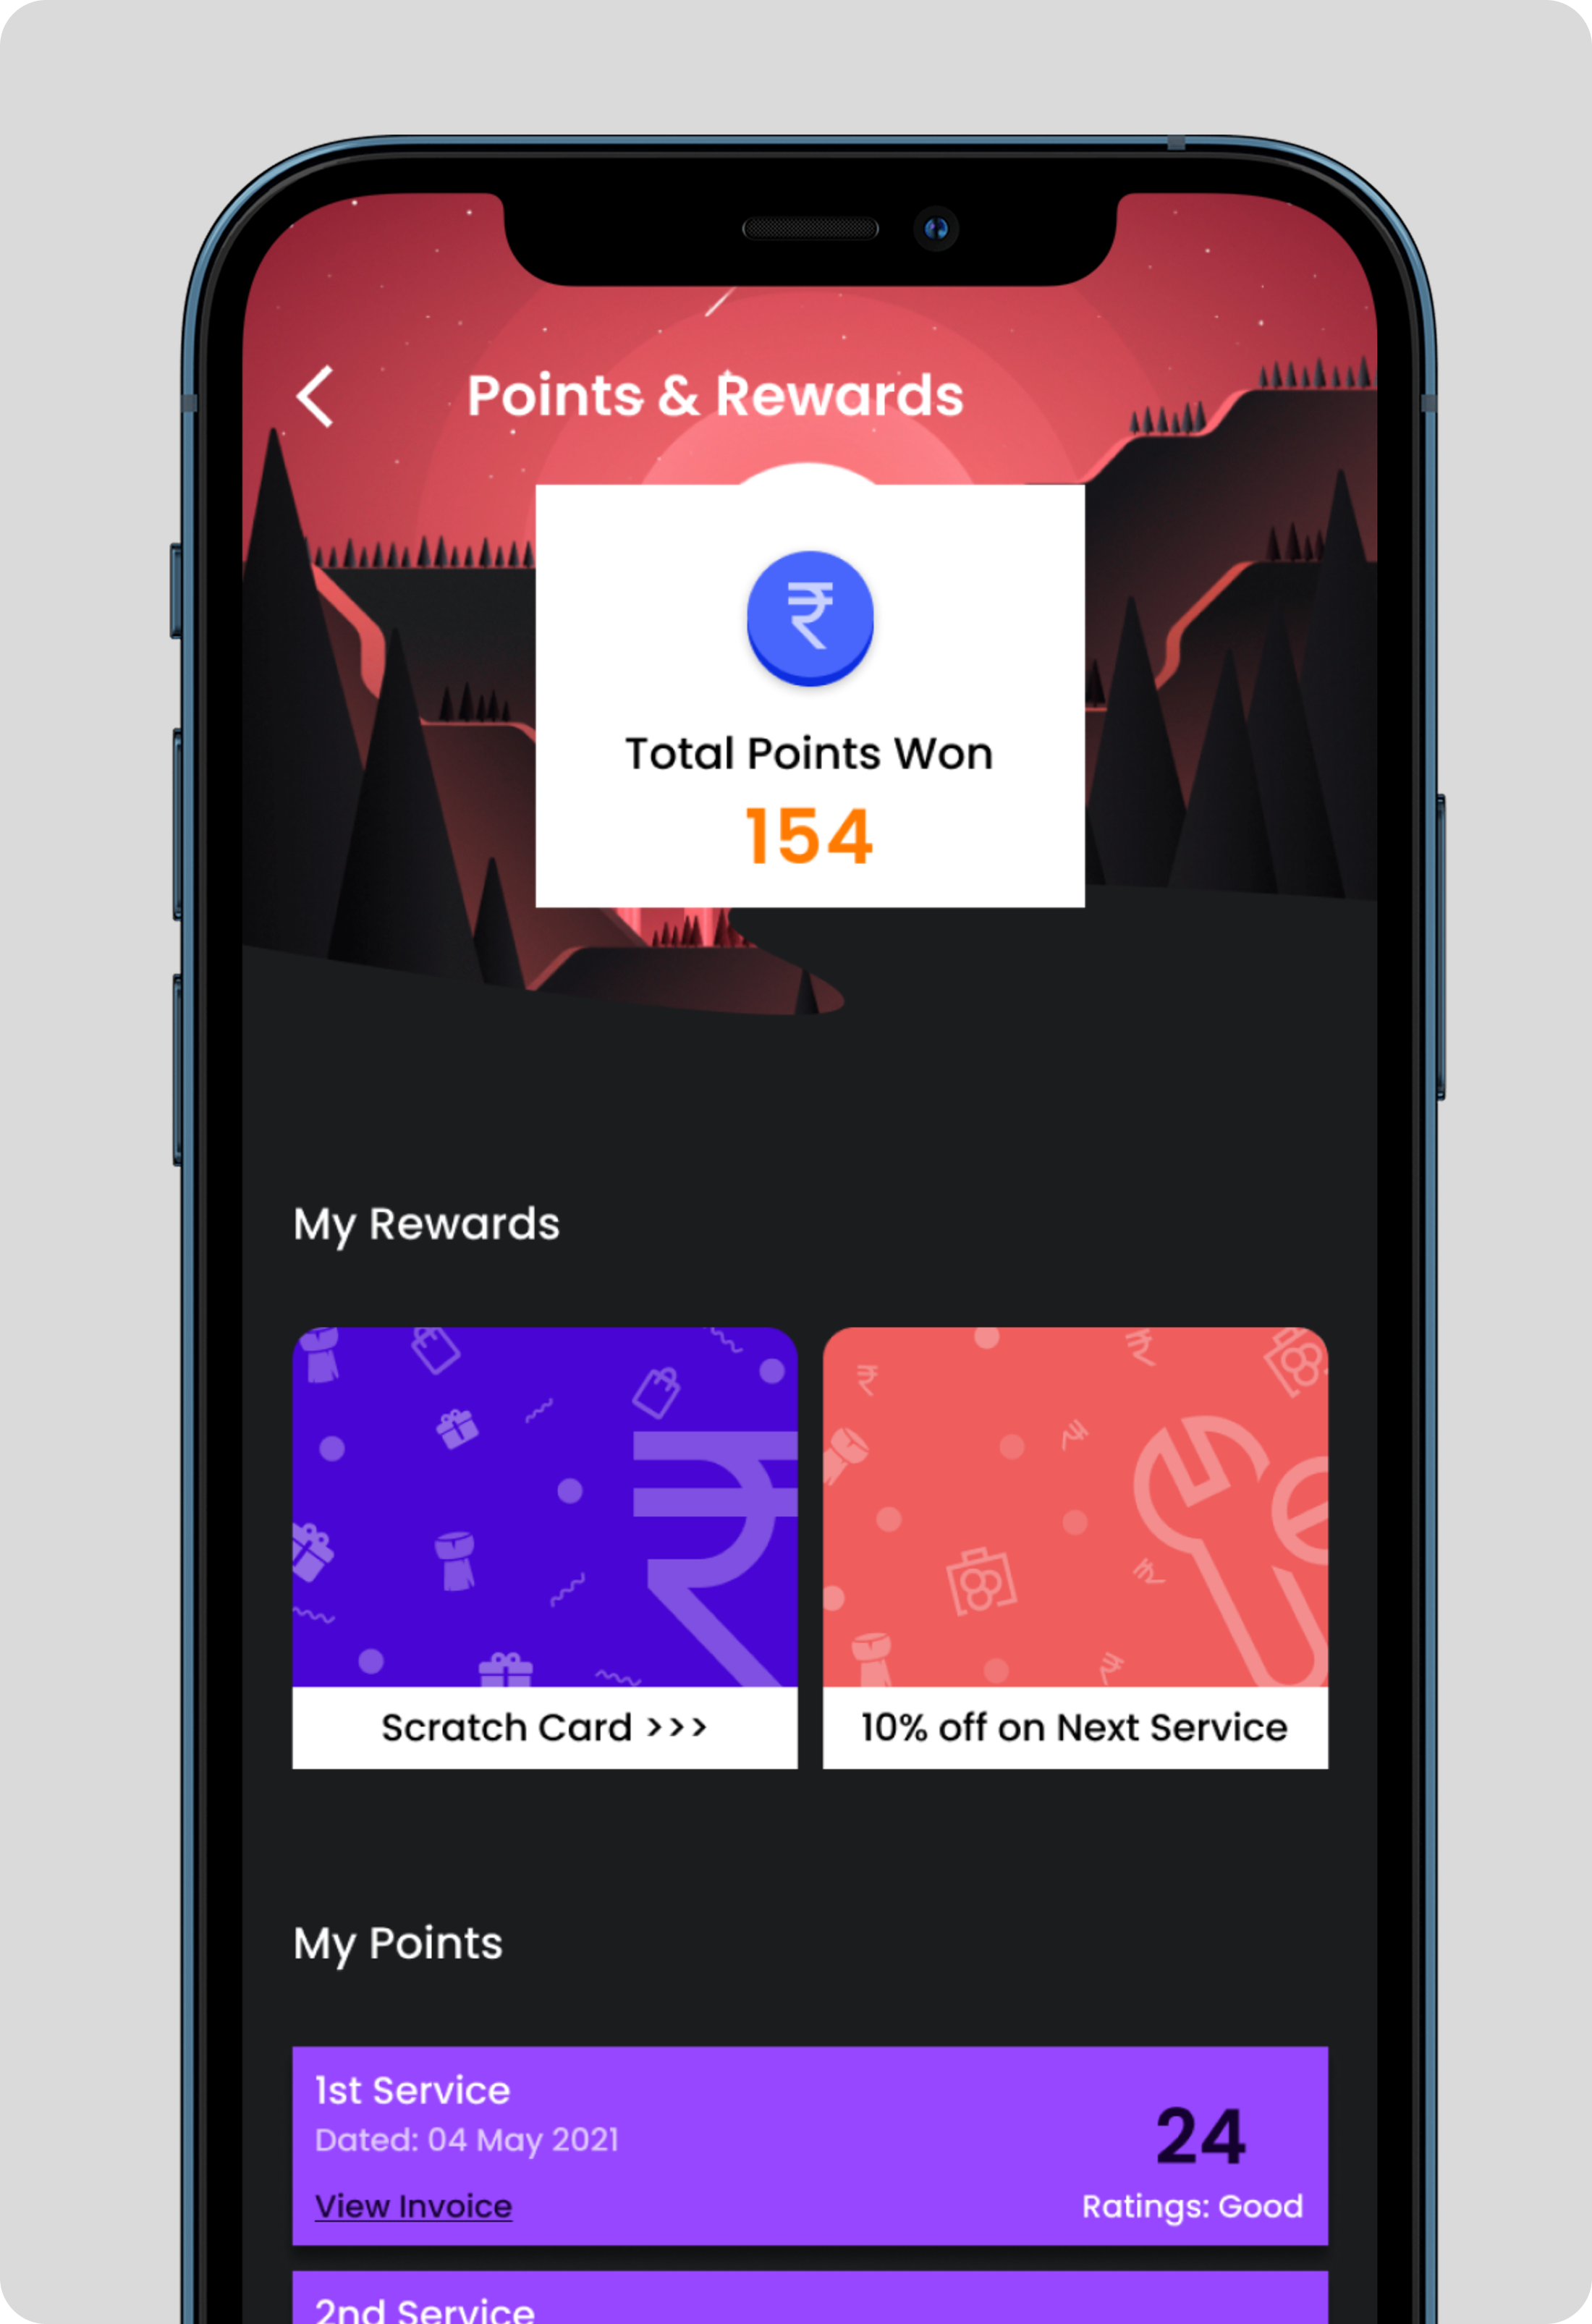 Points & Rewards
₹
Total Points Won
154
My Rewards
Scratch Card >>>
10% off on Next Service
My Points
1st Service
Dated: 04 May 2021
24
View Invoice
Ratings: Good
2nd Service